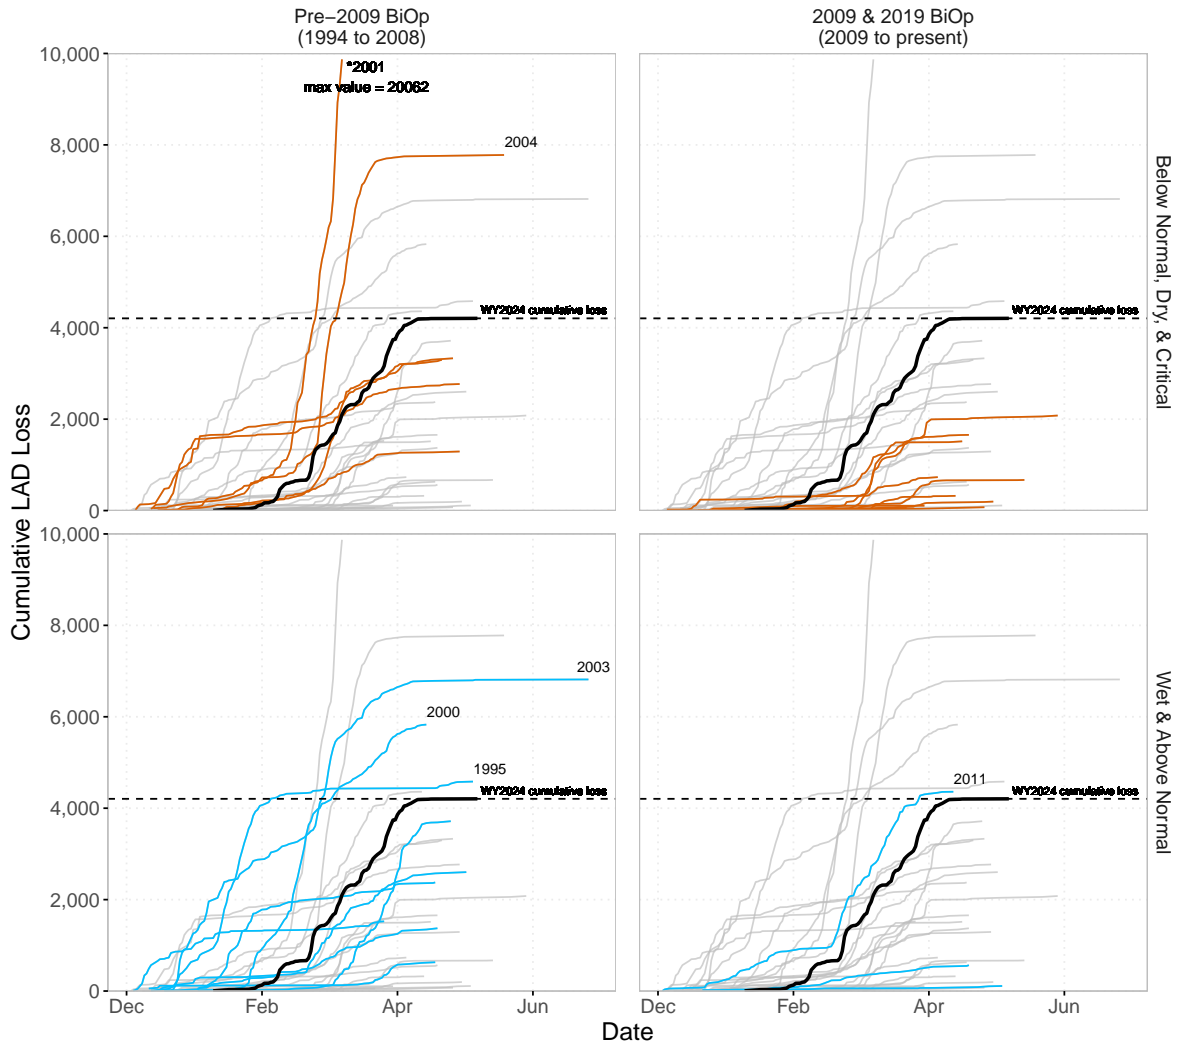 Pre−2009 BiOp
(1994 to 2008)
2009 & 2019 BiOp
(2009 to present)
10,000
8,000
6,000
4,000
2,000
0
*2001
max value = 20062
2004
WY2024 cumulative loss
WY2024 cumulative loss
Below Normal, Dry, & Critical
Cumulative LAD Loss
10,000
8,000
6,000
4,000
2,000
0
2003
2000
1995
WY2024 cumulative loss
2011
WY2024 cumulative loss
Wet & Above Normal
Dec
Feb
Apr
Jun
Dec
Feb
Apr
Jun
Date